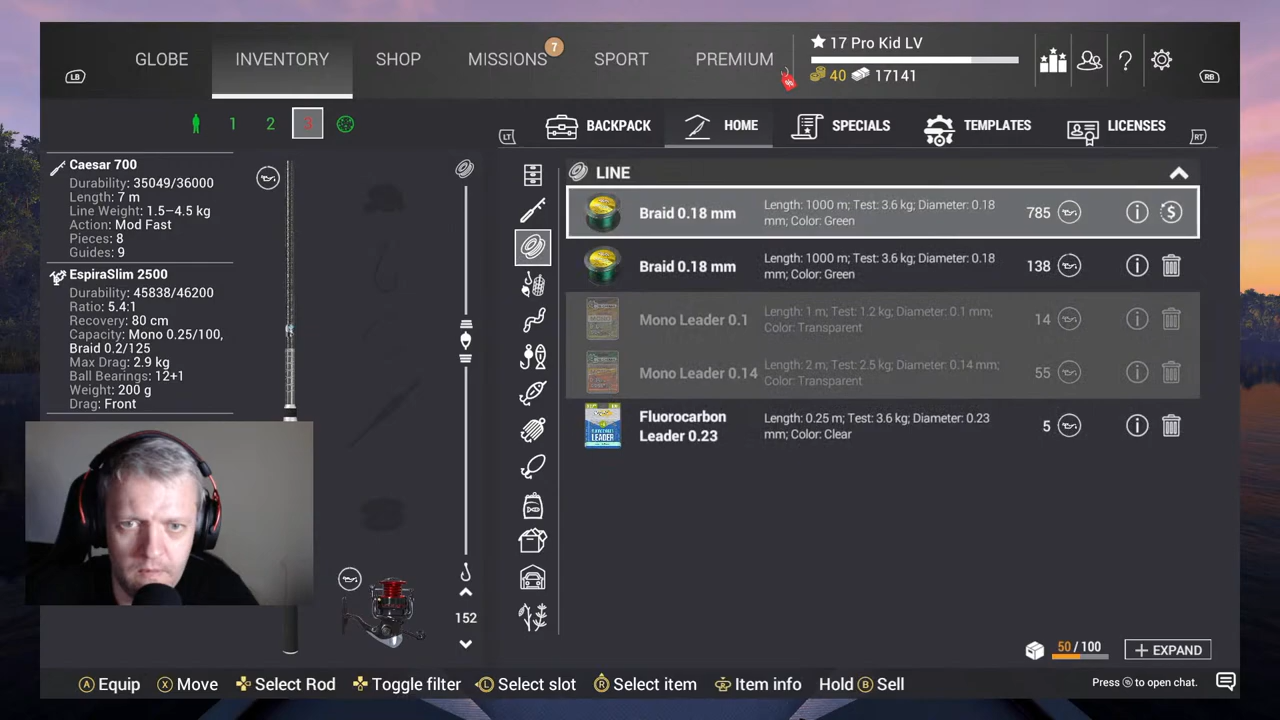 GLOBE
INVENTORY
SHOP
MISSIONS
7
SPORT
PREMIUM
17 Pro Kid LV
40 17141
LB
RB
1 2 3
LT
BACKPACK
HOME
SPECIALS
TEMPLATES
LICENSES
RT
Caesar 700
Durability: 35049/36000
Length: 7 m
Line Weight: 1.5–4.5 kg
Action: Mod Fast
Pieces: 8
Guides: 9
EspiraSlim 2500
Durability: 45838/46200
Ratio: 5.4:1
Recovery: 80 cm
Capacity: Mono 0.25/100,
Braid 0.2/125
Max Drag: 2.9 kg
Ball Bearings: 12+1
Weight: 200 g
Drag: Front
152
LINE
Braid 0.18 mm
Length: 1000 m; Test: 3.6 kg; Diameter: 0.18
mm; Color: Green
785
Braid 0.18 mm
Length: 1000 m; Test: 3.6 kg; Diameter: 0.18
mm; Color: Green
138
Mono Leader 0.1
Length: 1 m; Test: 1.2 kg; Diameter: 0.1 mm;
Color: Transparent
14
Mono Leader 0.14
Length: 2 m; Test: 2.5 kg; Diameter: 0.14 mm;
Color: Transparent
55
Fluorocarbon
Leader 0.23
Length: 0.25 m; Test: 3.6 kg; Diameter: 0.23
mm; Color: Clear
5
LEADER
50 / 100
+ EXPAND
A Equip X Move Select Rod Toggle filter L Select slot R Select item Item info Hold B Sell
Press to open chat.